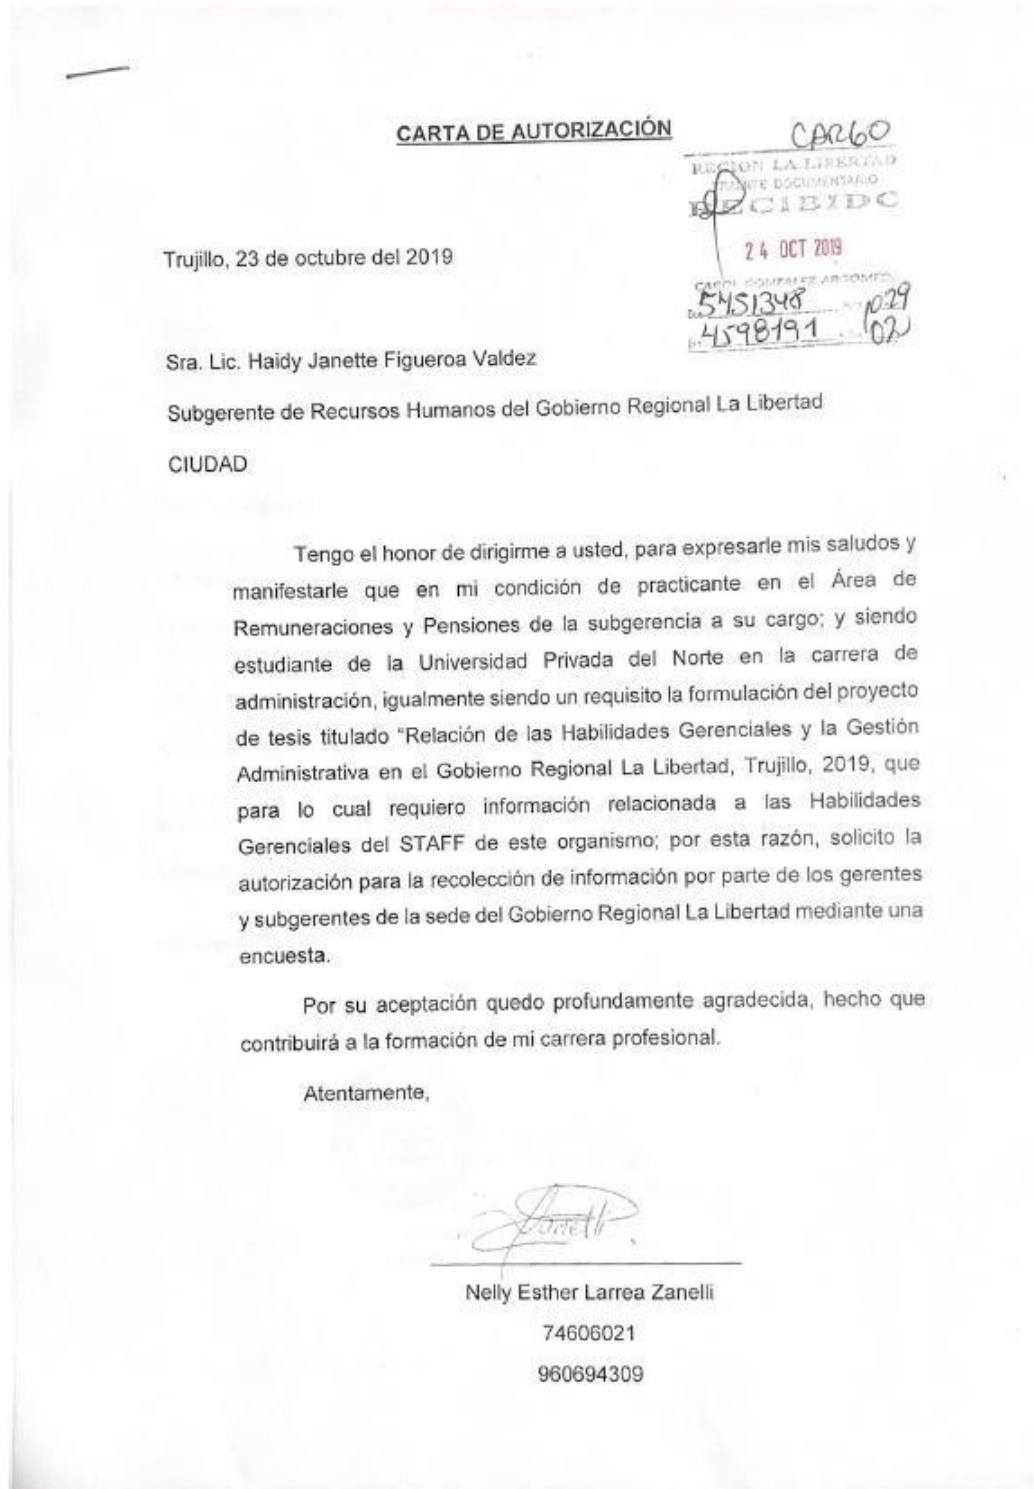 CARTA DE AUTORIZACIÓN
CARGO
REGION LA LIBERTAD
TRAMITE DOCUMENTARIO
RECIBIDO
24 OCT 2019
5451348
4598191
Trujillo, 23 de octubre del 2019
Sra. Lic. Haidy Janette Figueroa Valdez
Subgerente de Recursos Humanos del Gobierno Regional La Libertad
CIUDAD
Tengo el honor de dirigirme a usted, para expresarle mis saludos y
manifestarle que en mi condición de practicante en el Área de
Remuneraciones y Pensiones de la subgerencia a su cargo; y siendo
estudiante de la Universidad Privada del Norte en la carrera de
administración, igualmente siendo un requisito la formulación del proyecto
de tesis titulado “Relación de las Habilidades Gerenciales y la Gestión
Administrativa en el Gobierno Regional La Libertad, Trujillo, 2019, que
para lo cual requiero información relacionada a las Habilidades
Gerenciales del STAFF de este organismo; por esta razón, solicito la
autorización para la recolección de información por parte de los gerentes
y subgerentes de la sede del Gobierno Regional La Libertad mediante una
encuesta.
Por su aceptación quedo profundamente agradecida, hecho que
contribuirá a la formación de mi carrera profesional.
Atentamente,
Zanelli
Nelly Esther Larrea Zanelli
74606021
960694309